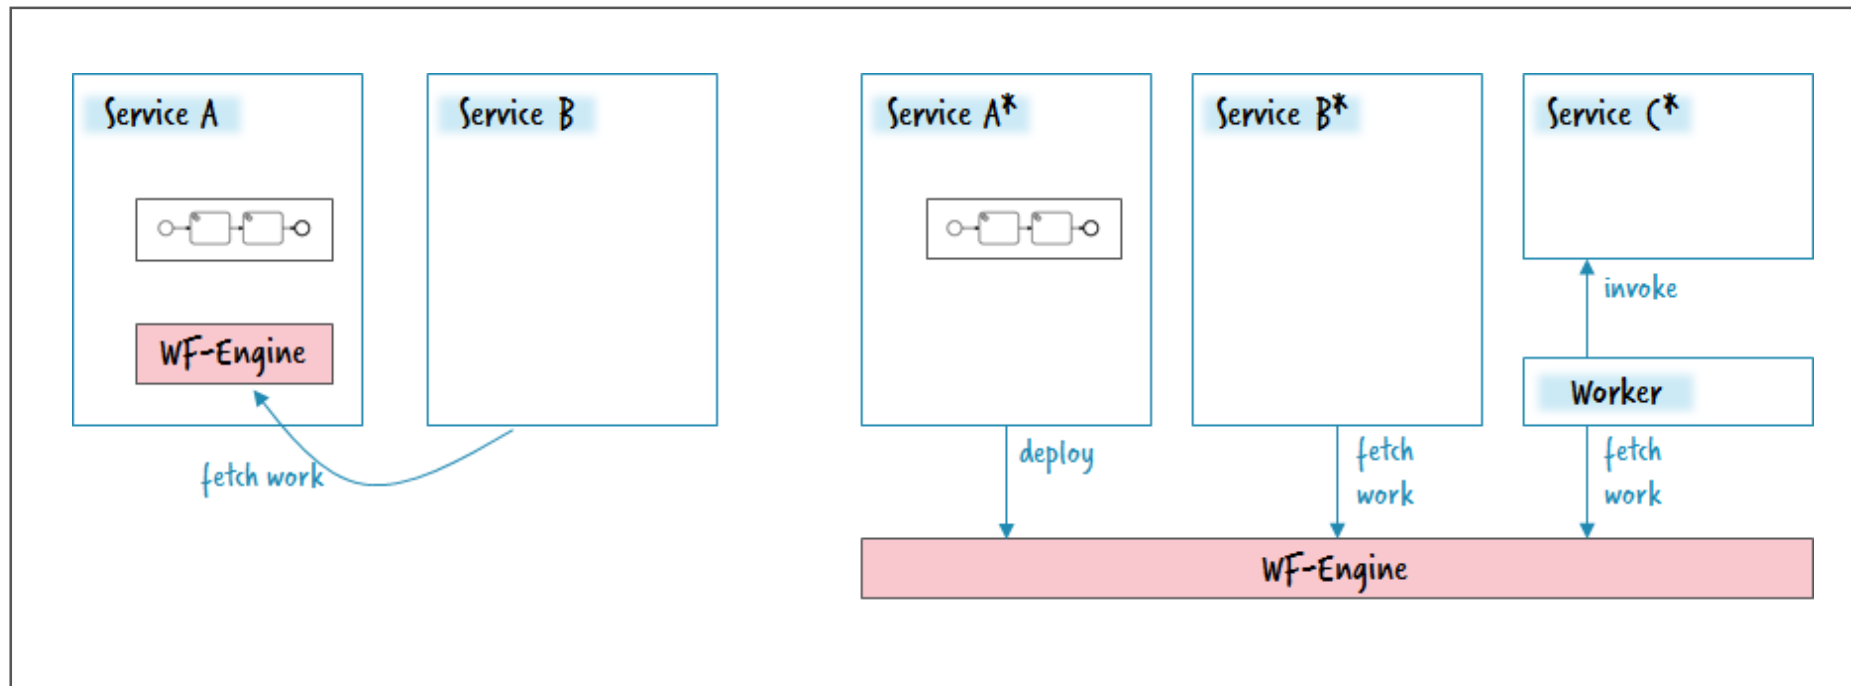 Service A
Service B
Service A*
Service B*
Service C*
invoke
WF-Engine
Worker
fetch work
deploy
fetch
work
fetch
work
WF-Engine